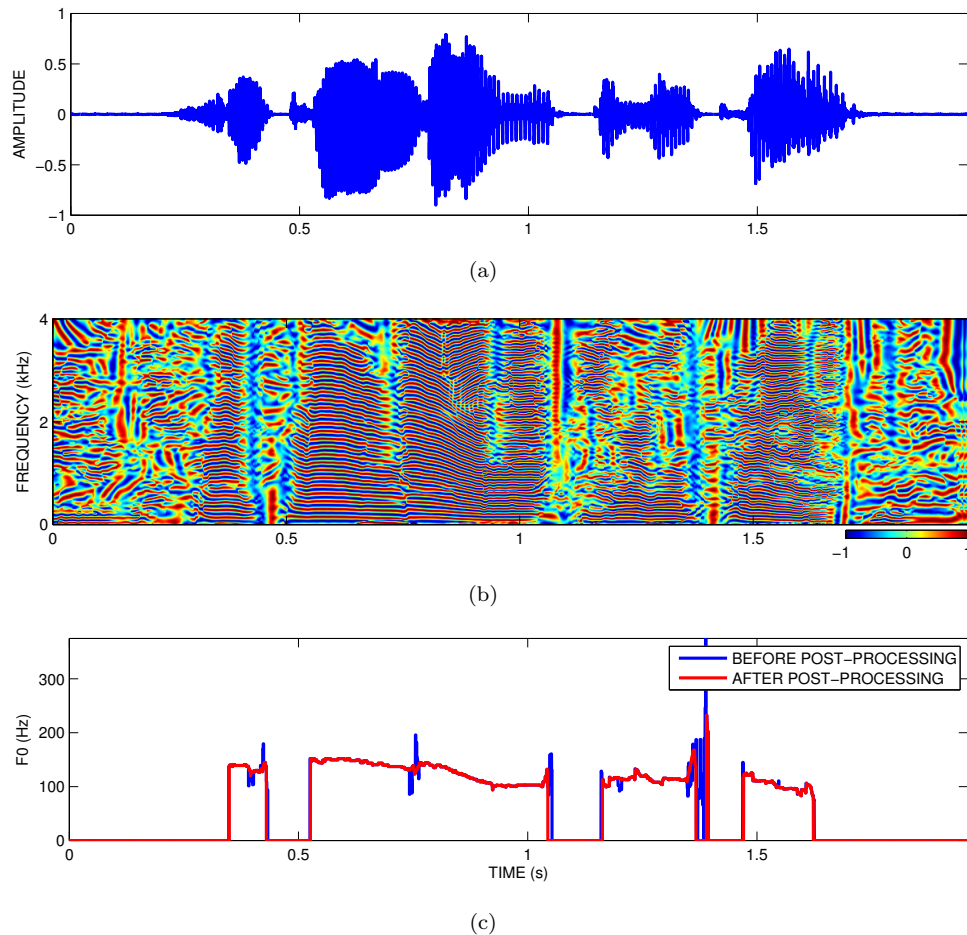 1
0.5
0
−0.5
−1
AMPLITUDE
0 0.5 1 1.5
(a)
4
2
0
FREQUENCY (kHz)
0 0.5 1 1.5
−1 0 1
(b)
350
200
100
0
F0 (Hz)
BEFORE POST−PROCESSING
AFTER POST−PROCESSING
0 0.5 1 1.5
TIME (s)
(c)